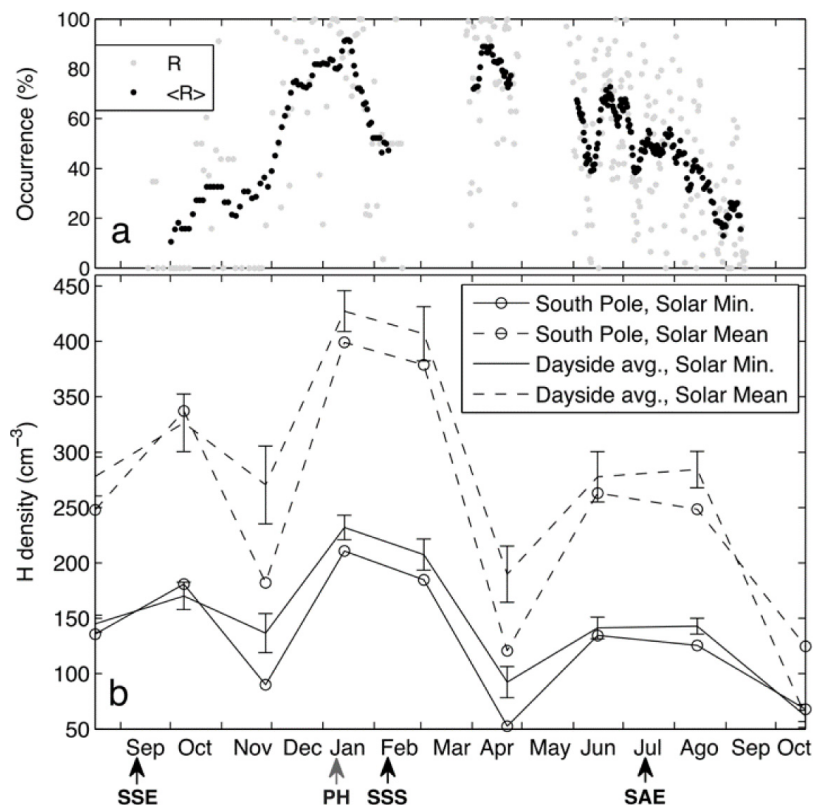 100
80
60
40
20
0
Occurrence (%)
R
<R>
a
450
400
350
300
250
200
150
100
50
H density (cm⁻³)
South Pole, Solar Min.
South Pole, Solar Mean
Dayside avg., Solar Min.
Dayside avg., Solar Mean
b
Sep Oct Nov Dec Jan Feb Mar Apr May Jun Jul Ago Sep Oct
SSE PH SSS SAE